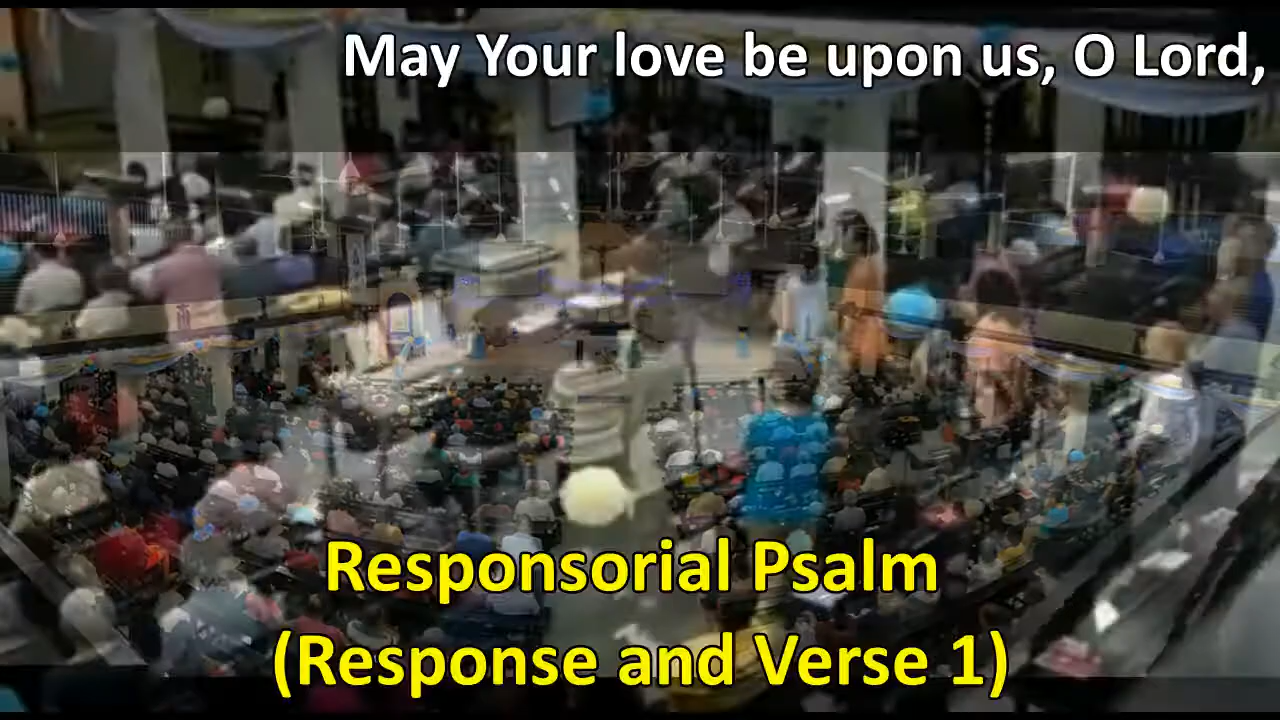 May Your love be upon us, O Lord,
Responsorial Psalm
(Response and Verse 1)